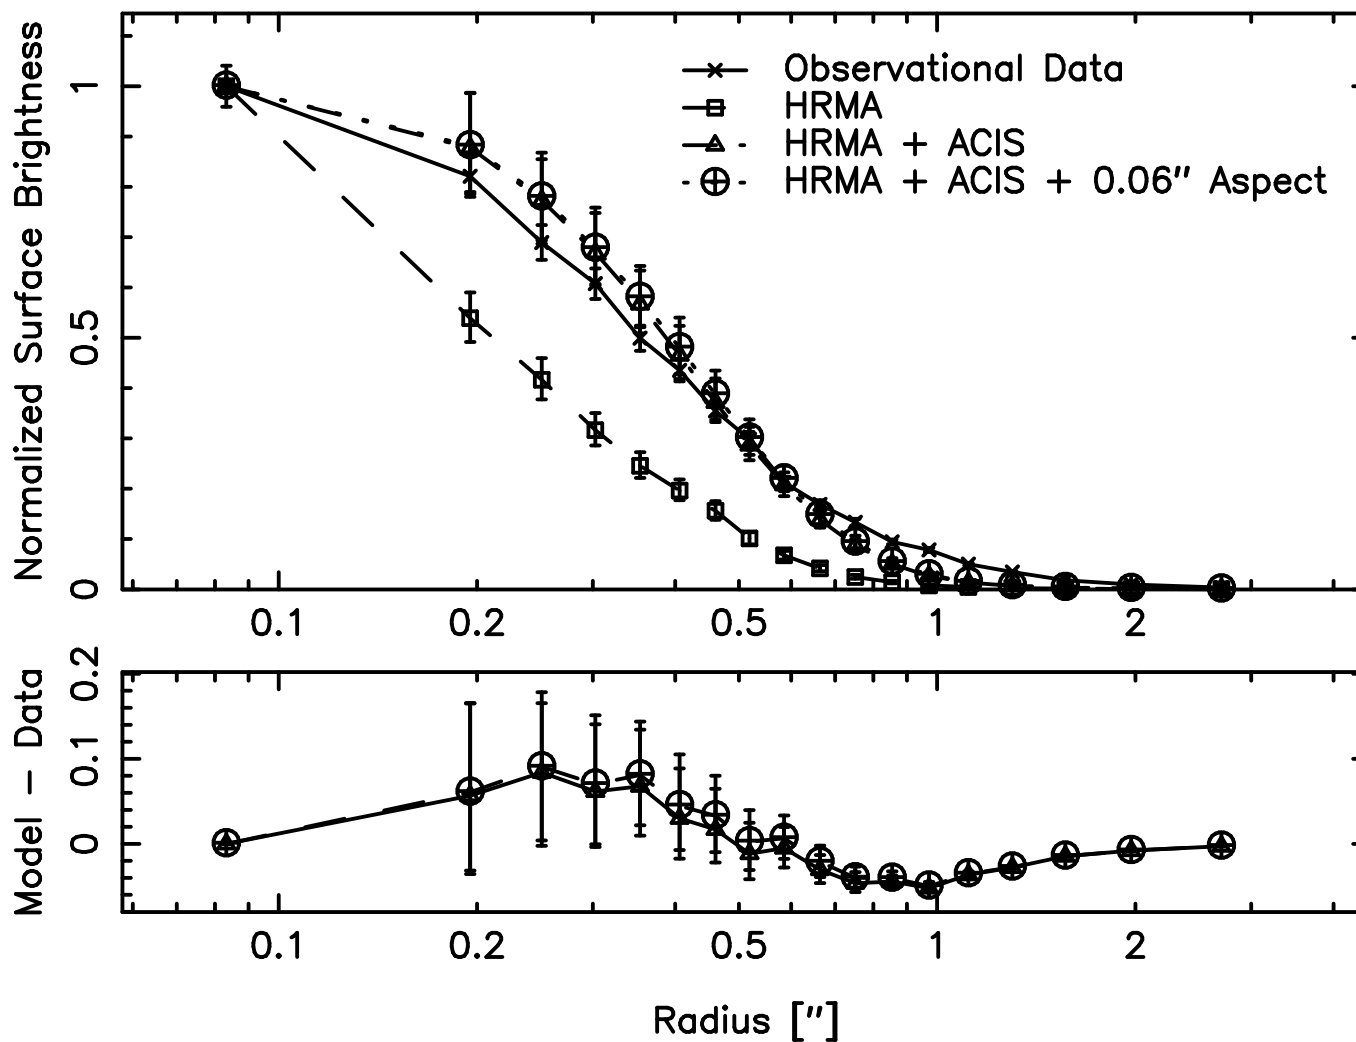 Normalized Surface Brightness
1
0.5
0
Observational Data
HRMA
HRMA + ACIS
HRMA + ACIS + 0.06″ Aspect
0.1 0.2 0.5 1 2
Model − Data
0.2
0.1
0
0.1 0.2 0.5 1 2
Radius [″]